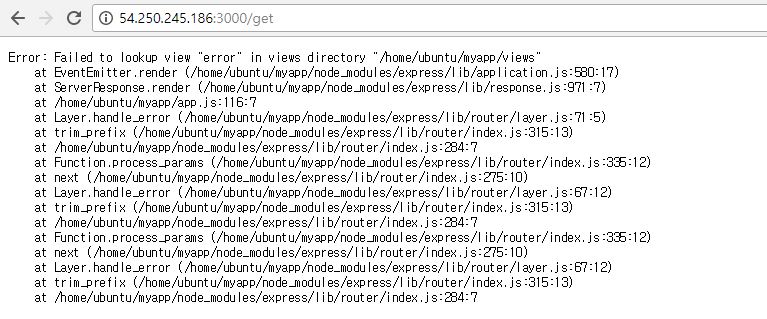 54.250.245.186:3000/get
Error: Failed to lookup view "error" in views directory "/home/ubuntu/myapp/views"
at EventEmitter.render (/home/ubuntu/myapp/node_modules/express/lib/application.js:580:17)
at ServerResponse.render (/home/ubuntu/myapp/node_modules/express/lib/response.js:971:7)
at /home/ubuntu/myapp/app.js:116:7
at Layer.handle_error (/home/ubuntu/myapp/node_modules/express/lib/router/layer.js:71:5)
at trim_prefix (/home/ubuntu/myapp/node_modules/express/lib/router/index.js:315:13)
at /home/ubuntu/myapp/node_modules/express/lib/router/index.js:284:7
at Function.process_params (/home/ubuntu/myapp/node_modules/express/lib/router/index.js:335:12)
at next (/home/ubuntu/myapp/node_modules/express/lib/router/index.js:275:10)
at Layer.handle_error (/home/ubuntu/myapp/node_modules/express/lib/router/layer.js:67:12)
at trim_prefix (/home/ubuntu/myapp/node_modules/express/lib/router/index.js:315:13)
at /home/ubuntu/myapp/node_modules/express/lib/router/index.js:284:7
at Function.process_params (/home/ubuntu/myapp/node_modules/express/lib/router/index.js:335:12)
at next (/home/ubuntu/myapp/node_modules/express/lib/router/index.js:275:10)
at Layer.handle_error (/home/ubuntu/myapp/node_modules/express/lib/router/layer.js:67:12)
at trim_prefix (/home/ubuntu/myapp/node_modules/express/lib/router/index.js:315:13)
at /home/ubuntu/myapp/node_modules/express/lib/router/index.js:284:7